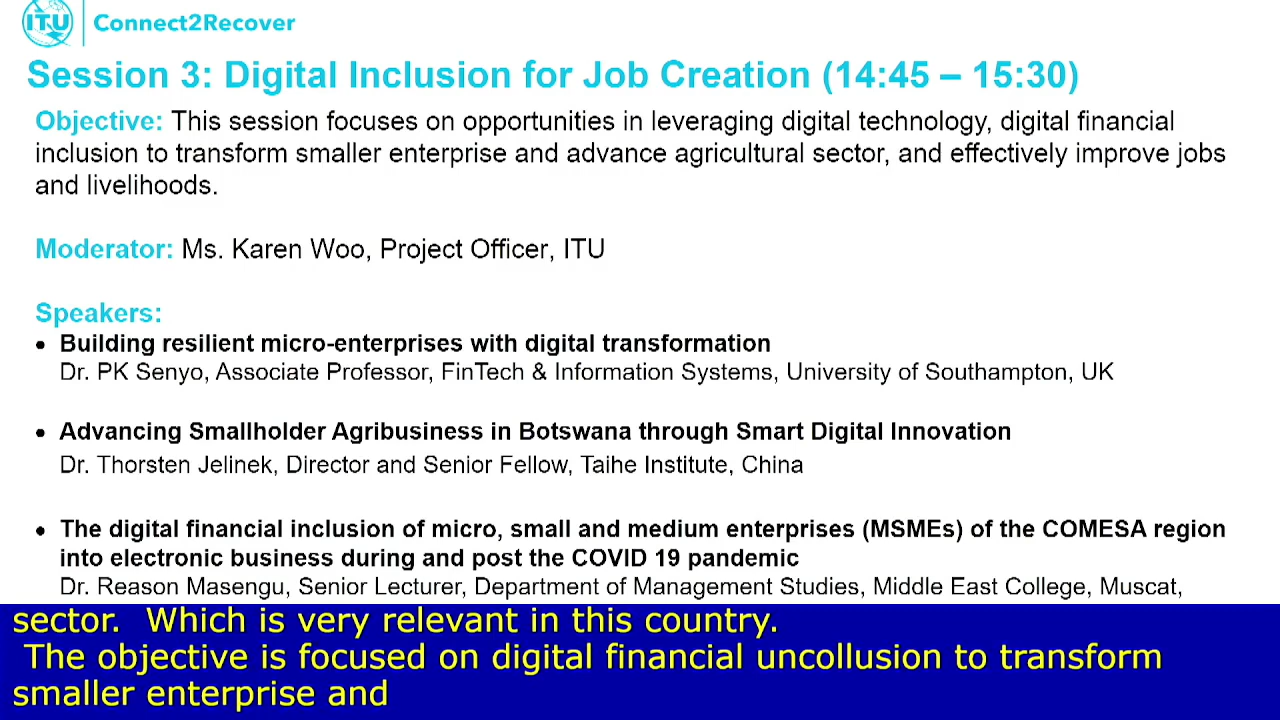 ITU
Connect2Recover
Session 3: Digital Inclusion for Job Creation (14:45 – 15:30)
Objective: This session focuses on opportunities in leveraging digital technology, digital financial
inclusion to transform smaller enterprise and advance agricultural sector, and effectively improve jobs
and livelihoods.
Moderator: Ms. Karen Woo, Project Officer, ITU
Speakers:
• Building resilient micro-enterprises with digital transformation
Dr. PK Senyo, Associate Professor, FinTech & Information Systems, University of Southampton, UK
• Advancing Smallholder Agribusiness in Botswana through Smart Digital Innovation
Dr. Thorsten Jelinek, Director and Senior Fellow, Taihe Institute, China
• The digital financial inclusion of micro, small and medium enterprises (MSMEs) of the COMESA region
into electronic business during and post the COVID 19 pandemic
Dr. Reason Masengu, Senior Lecturer, Department of Management Studies, Middle East College, Muscat,
sector.  Which is very relevant in this country.
The objective is focused on digital financial uncollusion to transform
smaller enterprise and